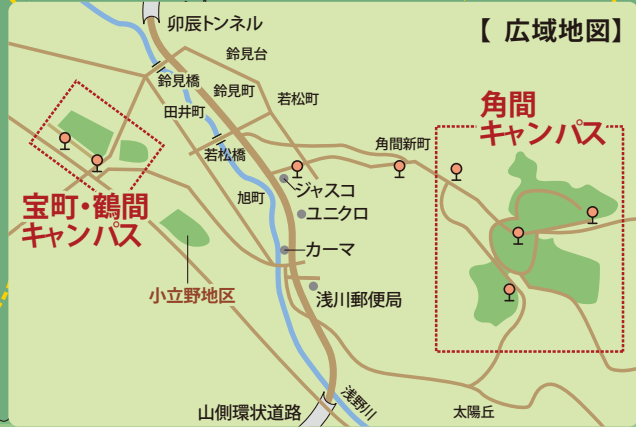 卯辰トンネル
【 広域地図】
鈴見台
鈴見橋
鈴見町
田井町
若松町
角間
キャンパス
若松橋
角間新町
旭町
ジャスコ
ユニクロ
宝町・鶴間
キャンパス
カーマ
小立野地区
浅川郵便局
山側環状道路
浅野川
太陽丘